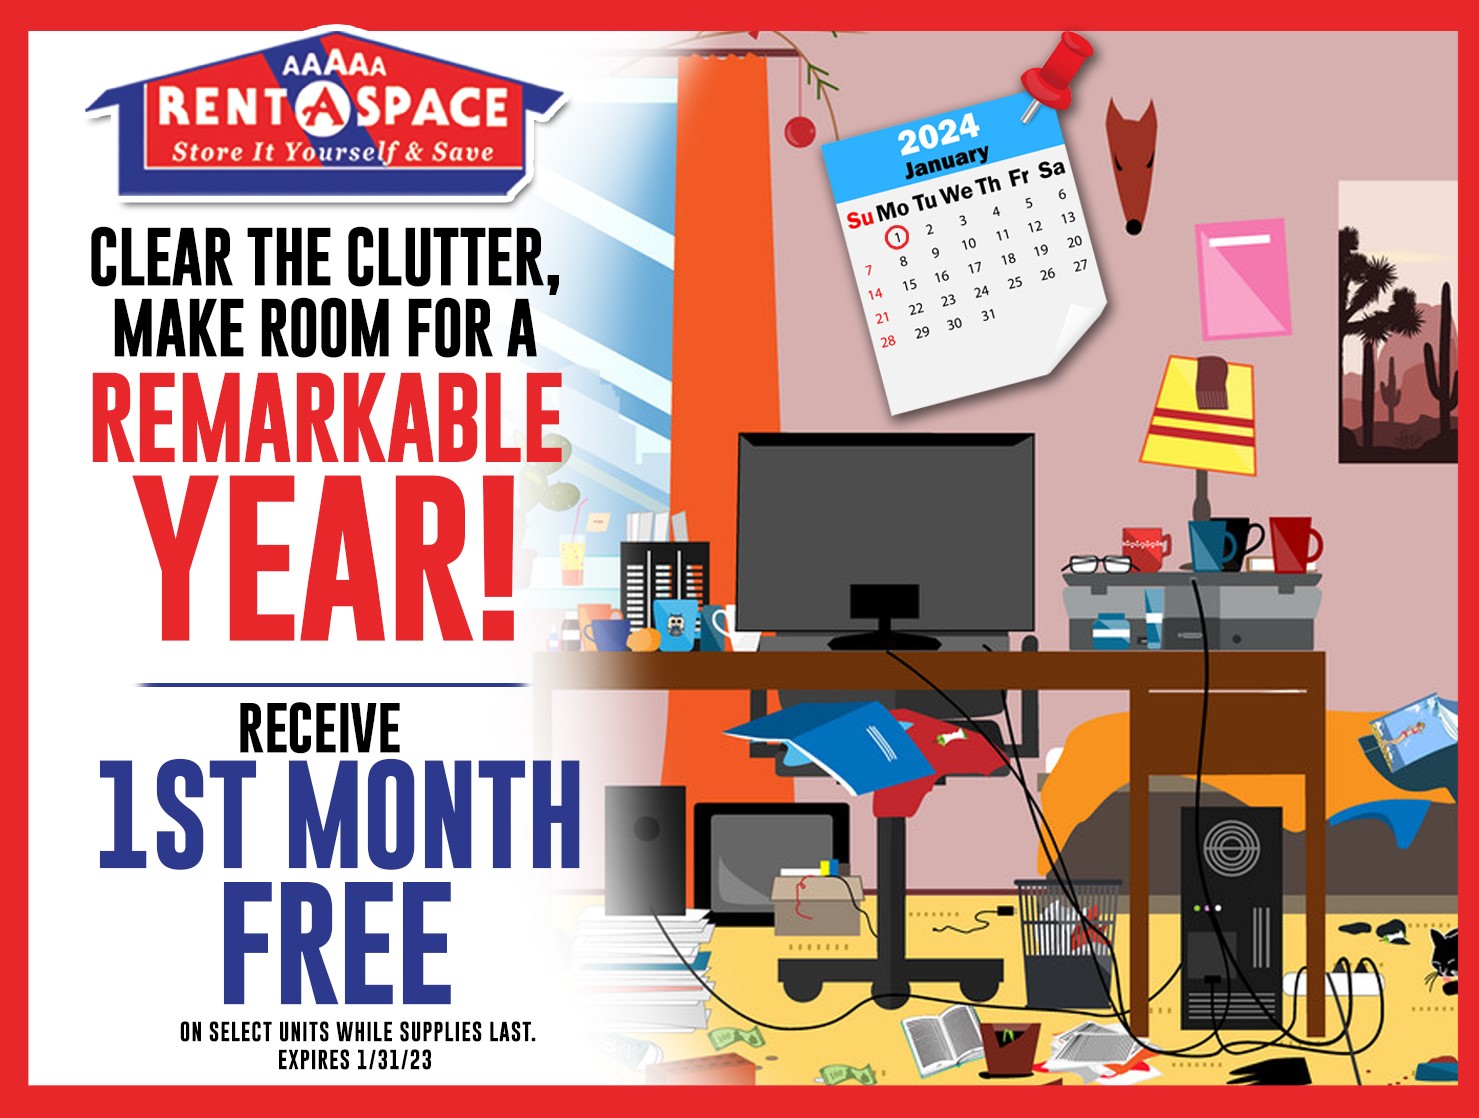 AAAAA
RENT A SPACE
Store It Yourself & Save
CLEAR THE CLUTTER,
MAKE ROOM FOR A
REMARKABLE
YEAR!
RECEIVE
1ST MONTH
FREE
ON SELECT UNITS WHILE SUPPLIES LAST.
EXPIRES 1/31/23
2024
January
Su Mo Tu We Th Fr Sa
1 2 3 4 5 6
7 8 9 10 11 12 13
14 15 16 17 18 19 20
21 22 23 24 25 26 27
28 29 30 31